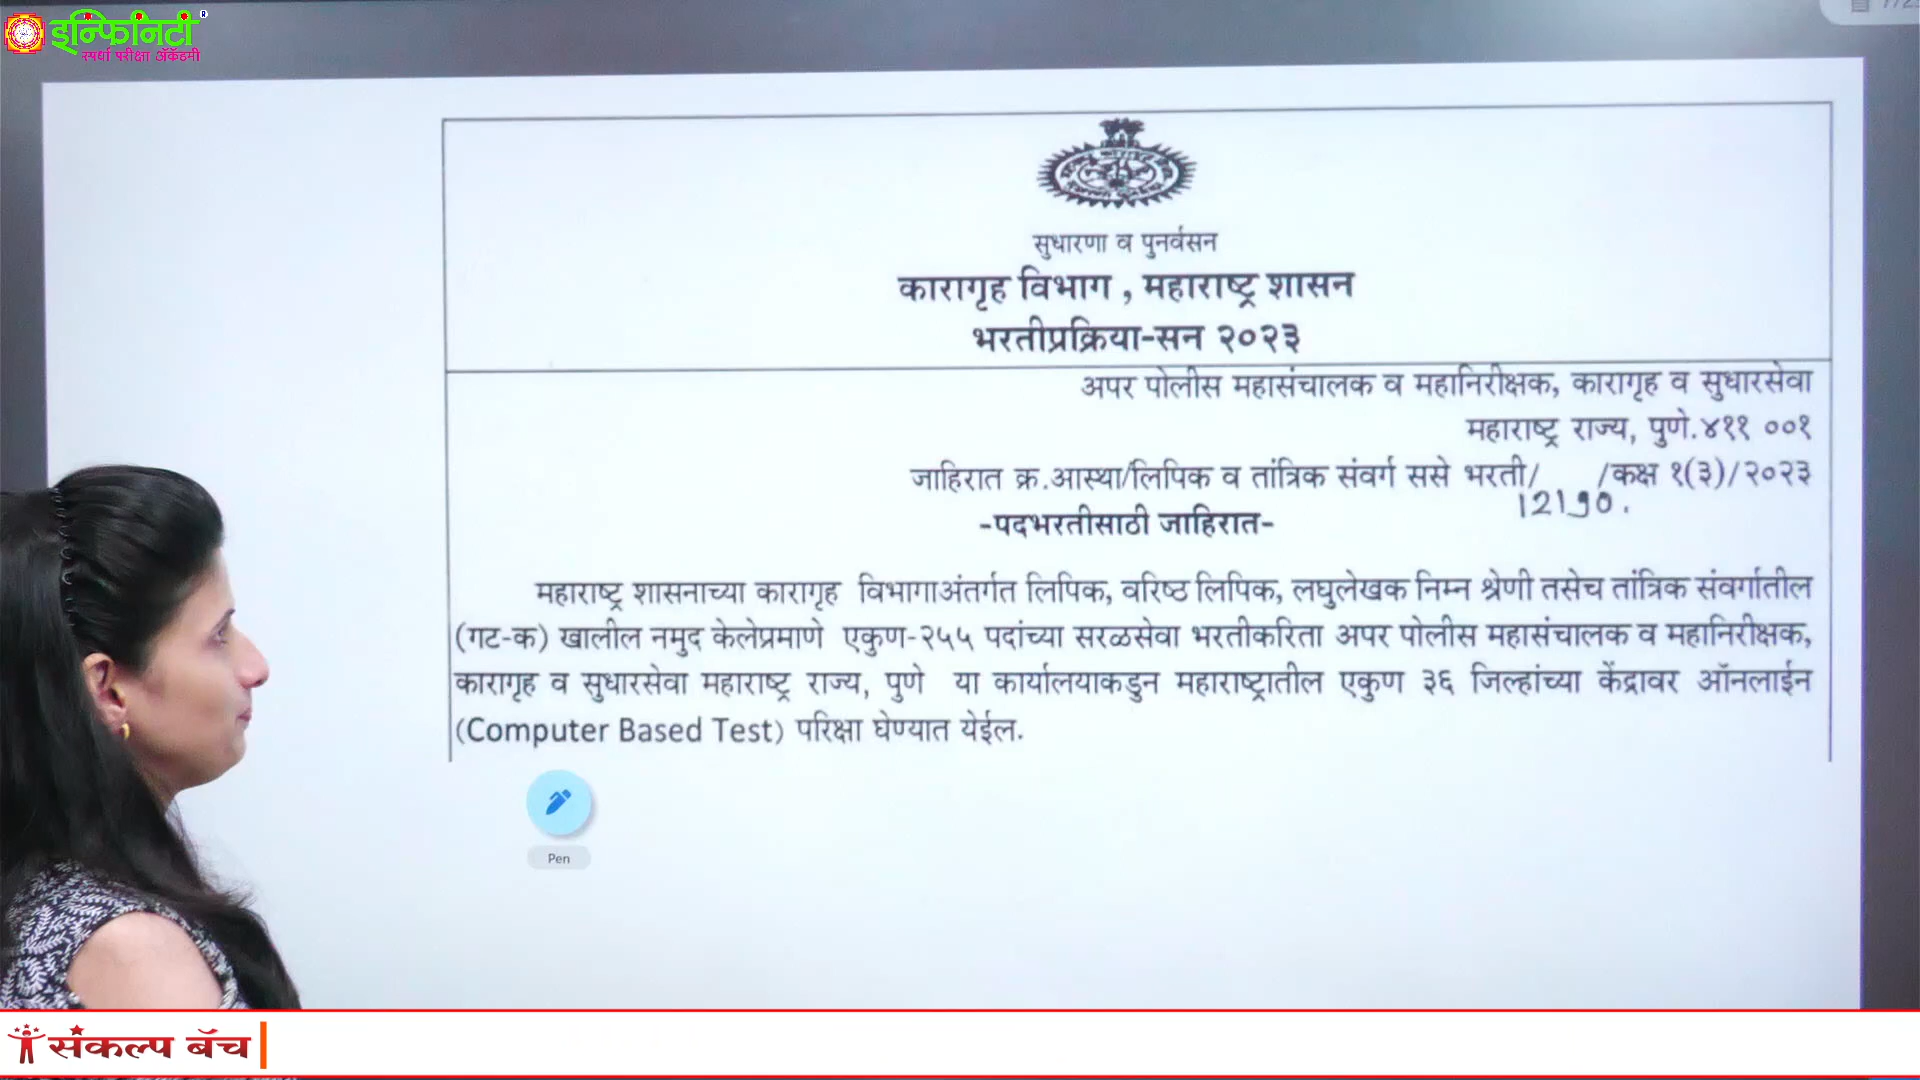 इन्फिनिटी ®
स्पर्धा परीक्षा ॲकॅडमी
सुधारणा व पुनर्वसन
कारागृह विभाग , महाराष्ट्र शासन
भरतीप्रक्रिया-सन २०२३
अपर पोलीस महासंचालक व महानिरीक्षक, कारागृह व सुधारसेवा
महाराष्ट्र राज्य, पुणे.४११ ००१
जाहिरात क्र.आस्था/लिपिक व तांत्रिक संवर्ग ससे भरती/ /कक्ष १(३)/२०२३
-पदभरतीसाठी जाहिरात-
महाराष्ट्र शासनाच्या कारागृह विभागाअंतर्गत लिपिक, वरिष्ठ लिपिक, लघुलेखक निम्न श्रेणी तसेच तांत्रिक संवर्गातील
(गट-क) खालील नमुद केलेप्रमाणे एकुण-२५५ पदांच्या सरळसेवा भरतीकरिता अपर पोलीस महासंचालक व महानिरीक्षक,
कारागृह व सुधारसेवा महाराष्ट्र राज्य, पुणे या कार्यालयाकडुन महाराष्ट्रातील एकुण ३६ जिल्हांच्या केंद्रावर ऑनलाईन
(Computer Based Test) परिक्षा घेण्यात येईल.
Pen
संकल्प बॅच